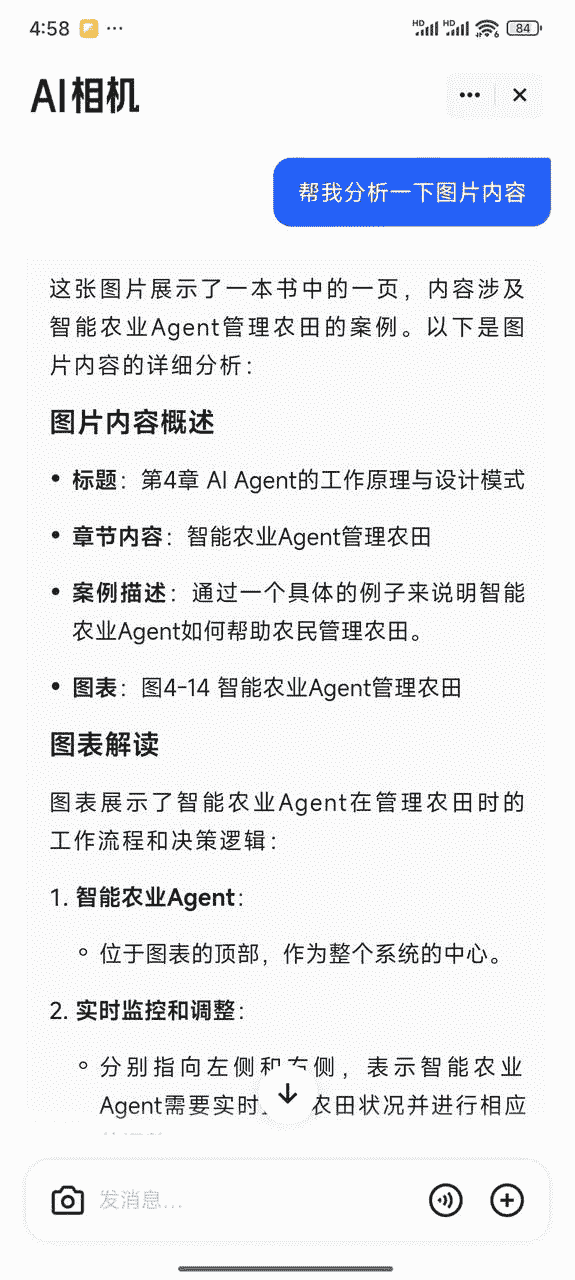 4:58
HD HD 6 84
AI相机
帮我分析一下图片内容
这张图片展示了一本书中的一页，内容涉及
智能农业Agent管理农田的案例。以下是图
片内容的详细分析：
图片内容概述
• 标题：第4章 AI Agent的工作原理与设计模式
• 章节内容：智能农业Agent管理农田
• 案例描述：通过一个具体的例子来说明智能
农业Agent如何帮助农民管理农田。
• 图表：图4-14 智能农业Agent管理农田
图表解读
图表展示了智能农业Agent在管理农田时的
工作流程和决策逻辑：
1. 智能农业Agent：
位于图表的顶部，作为整个系统的中心。
2. 实时监控和调整：
分别指向左侧和右侧，表示智能农业
Agent需要实时 农田状况并进行相应
发消息...